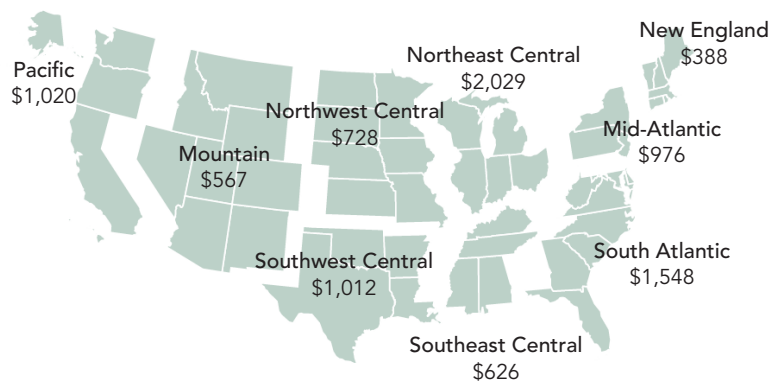 New England
$388
Northeast Central
$2,029
Pacific
$1,020
Northwest Central
$728
Mid-Atlantic
$976
Mountain
$567
South Atlantic
$1,548
Southwest Central
$1,012
Southeast Central
$626